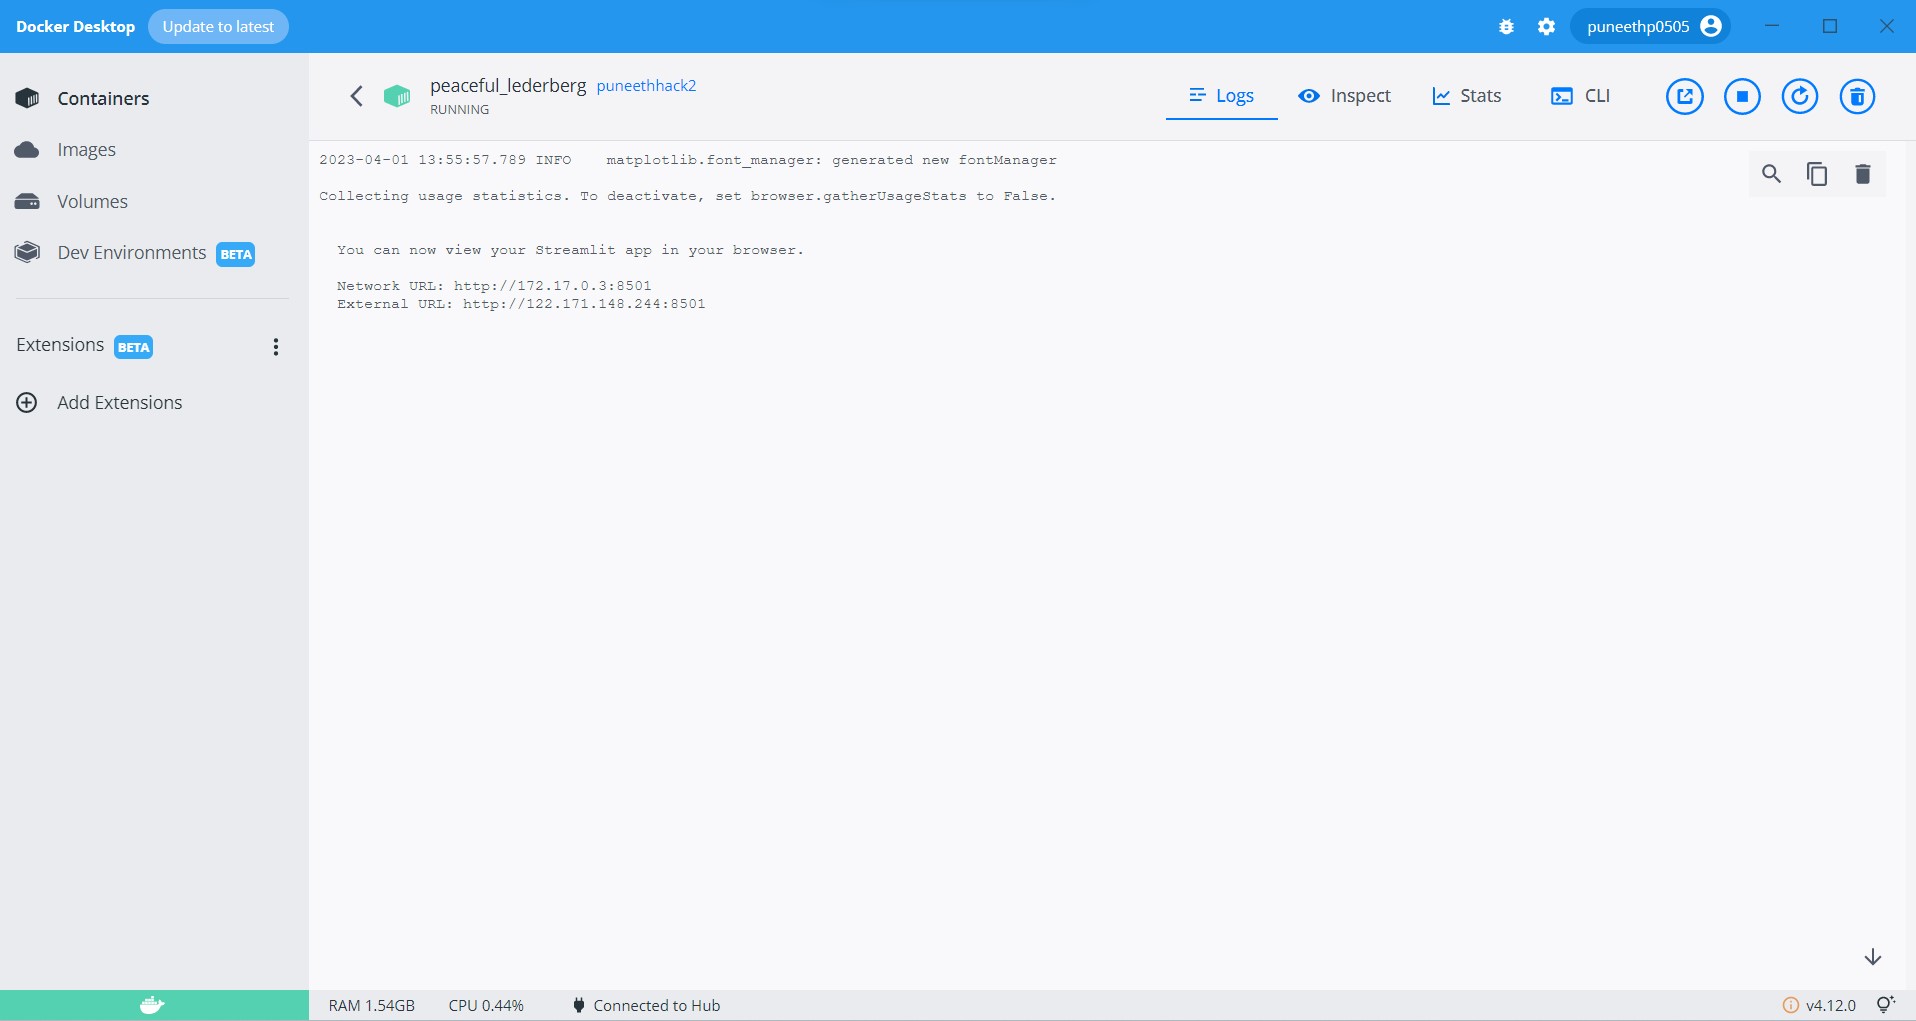 Docker Desktop Update to latest puneethp0505
Containers
Images
Volumes
Dev Environments BETA
Extensions BETA
Add Extensions
peaceful_lederberg puneethhack2
RUNNING
Logs Inspect Stats CLI
2023-04-01 13:55:57.789 INFO    matplotlib.font_manager: generated new fontManager
Collecting usage statistics. To deactivate, set browser.gatherUsageStats to False.
You can now view your Streamlit app in your browser.
Network URL: http://172.17.0.3:8501
External URL: http://122.171.148.244:8501
RAM 1.54GB CPU 0.44% Connected to Hub v4.12.0